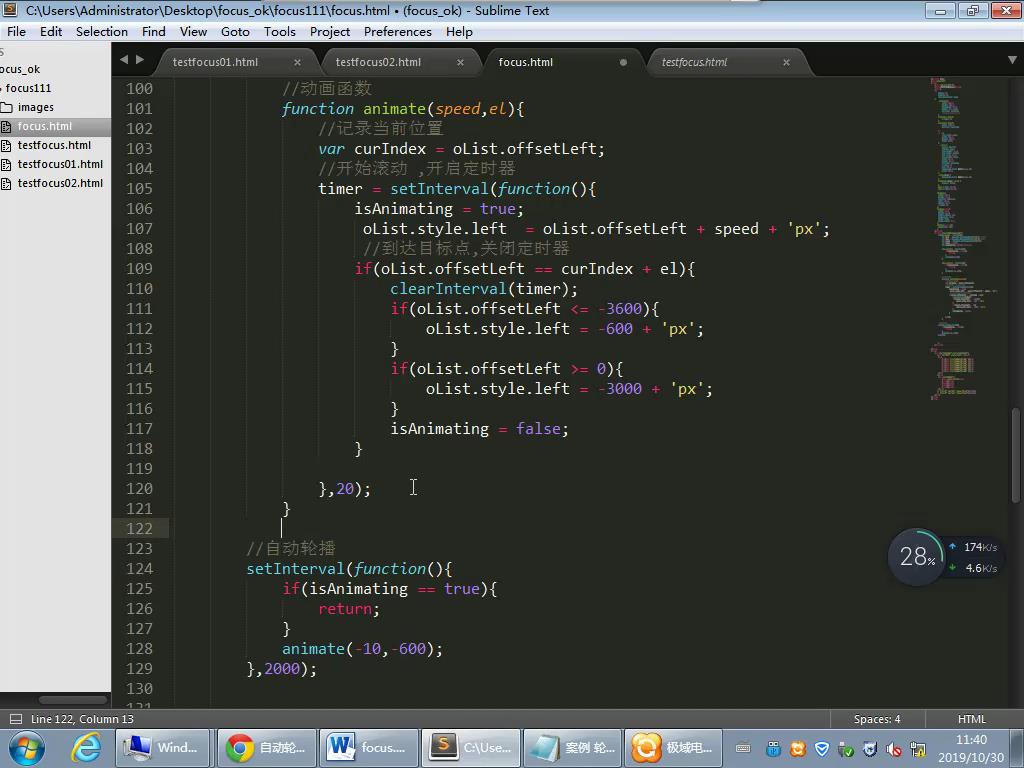 C:\Users\Administrator\Desktop\focus_ok\focus111\focus.html • (focus_ok) - Sublime Text
File Edit Selection Find View Goto Tools Project Preferences Help
testfocus01.html × testfocus02.html × focus.html testfocus.html ×
ocus_ok
focus111
images
focus.html
testfocus.html
testfocus01.html
testfocus02.html
100 //动画函数
101 function animate(speed,el){
102 //记录当前位置
103 var curIndex = oList.offsetLeft;
104 //开始滚动 ,开启定时器
105 timer = setInterval(function(){
106 isAnimating = true;
107 oList.style.left  = oList.offsetLeft + speed + 'px';
108 //到达目标点,关闭定时器
109 if(oList.offsetLeft == curIndex + el){
110 clearInterval(timer);
111 if(oList.offsetLeft <= -3600){
112 oList.style.left = -600 + 'px';
113 }
114 if(oList.offsetLeft >= 0){
115 oList.style.left = -3000 + 'px';
116 }
117 isAnimating = false;
118 }
119
120 },20);
121 }
122
123 //自动轮播
124 setInterval(function(){
125 if(isAnimating == true){
126 return;
127 }
128 animate(-10,-600);
129 },2000);
130
131
28%
174K/s
4.6K/s
Line 122, Column 13 Spaces: 4 HTML
Wind... 自动轮... focus.... C:\Use... 案例 轮... 极域电...
11:40
2019/10/30